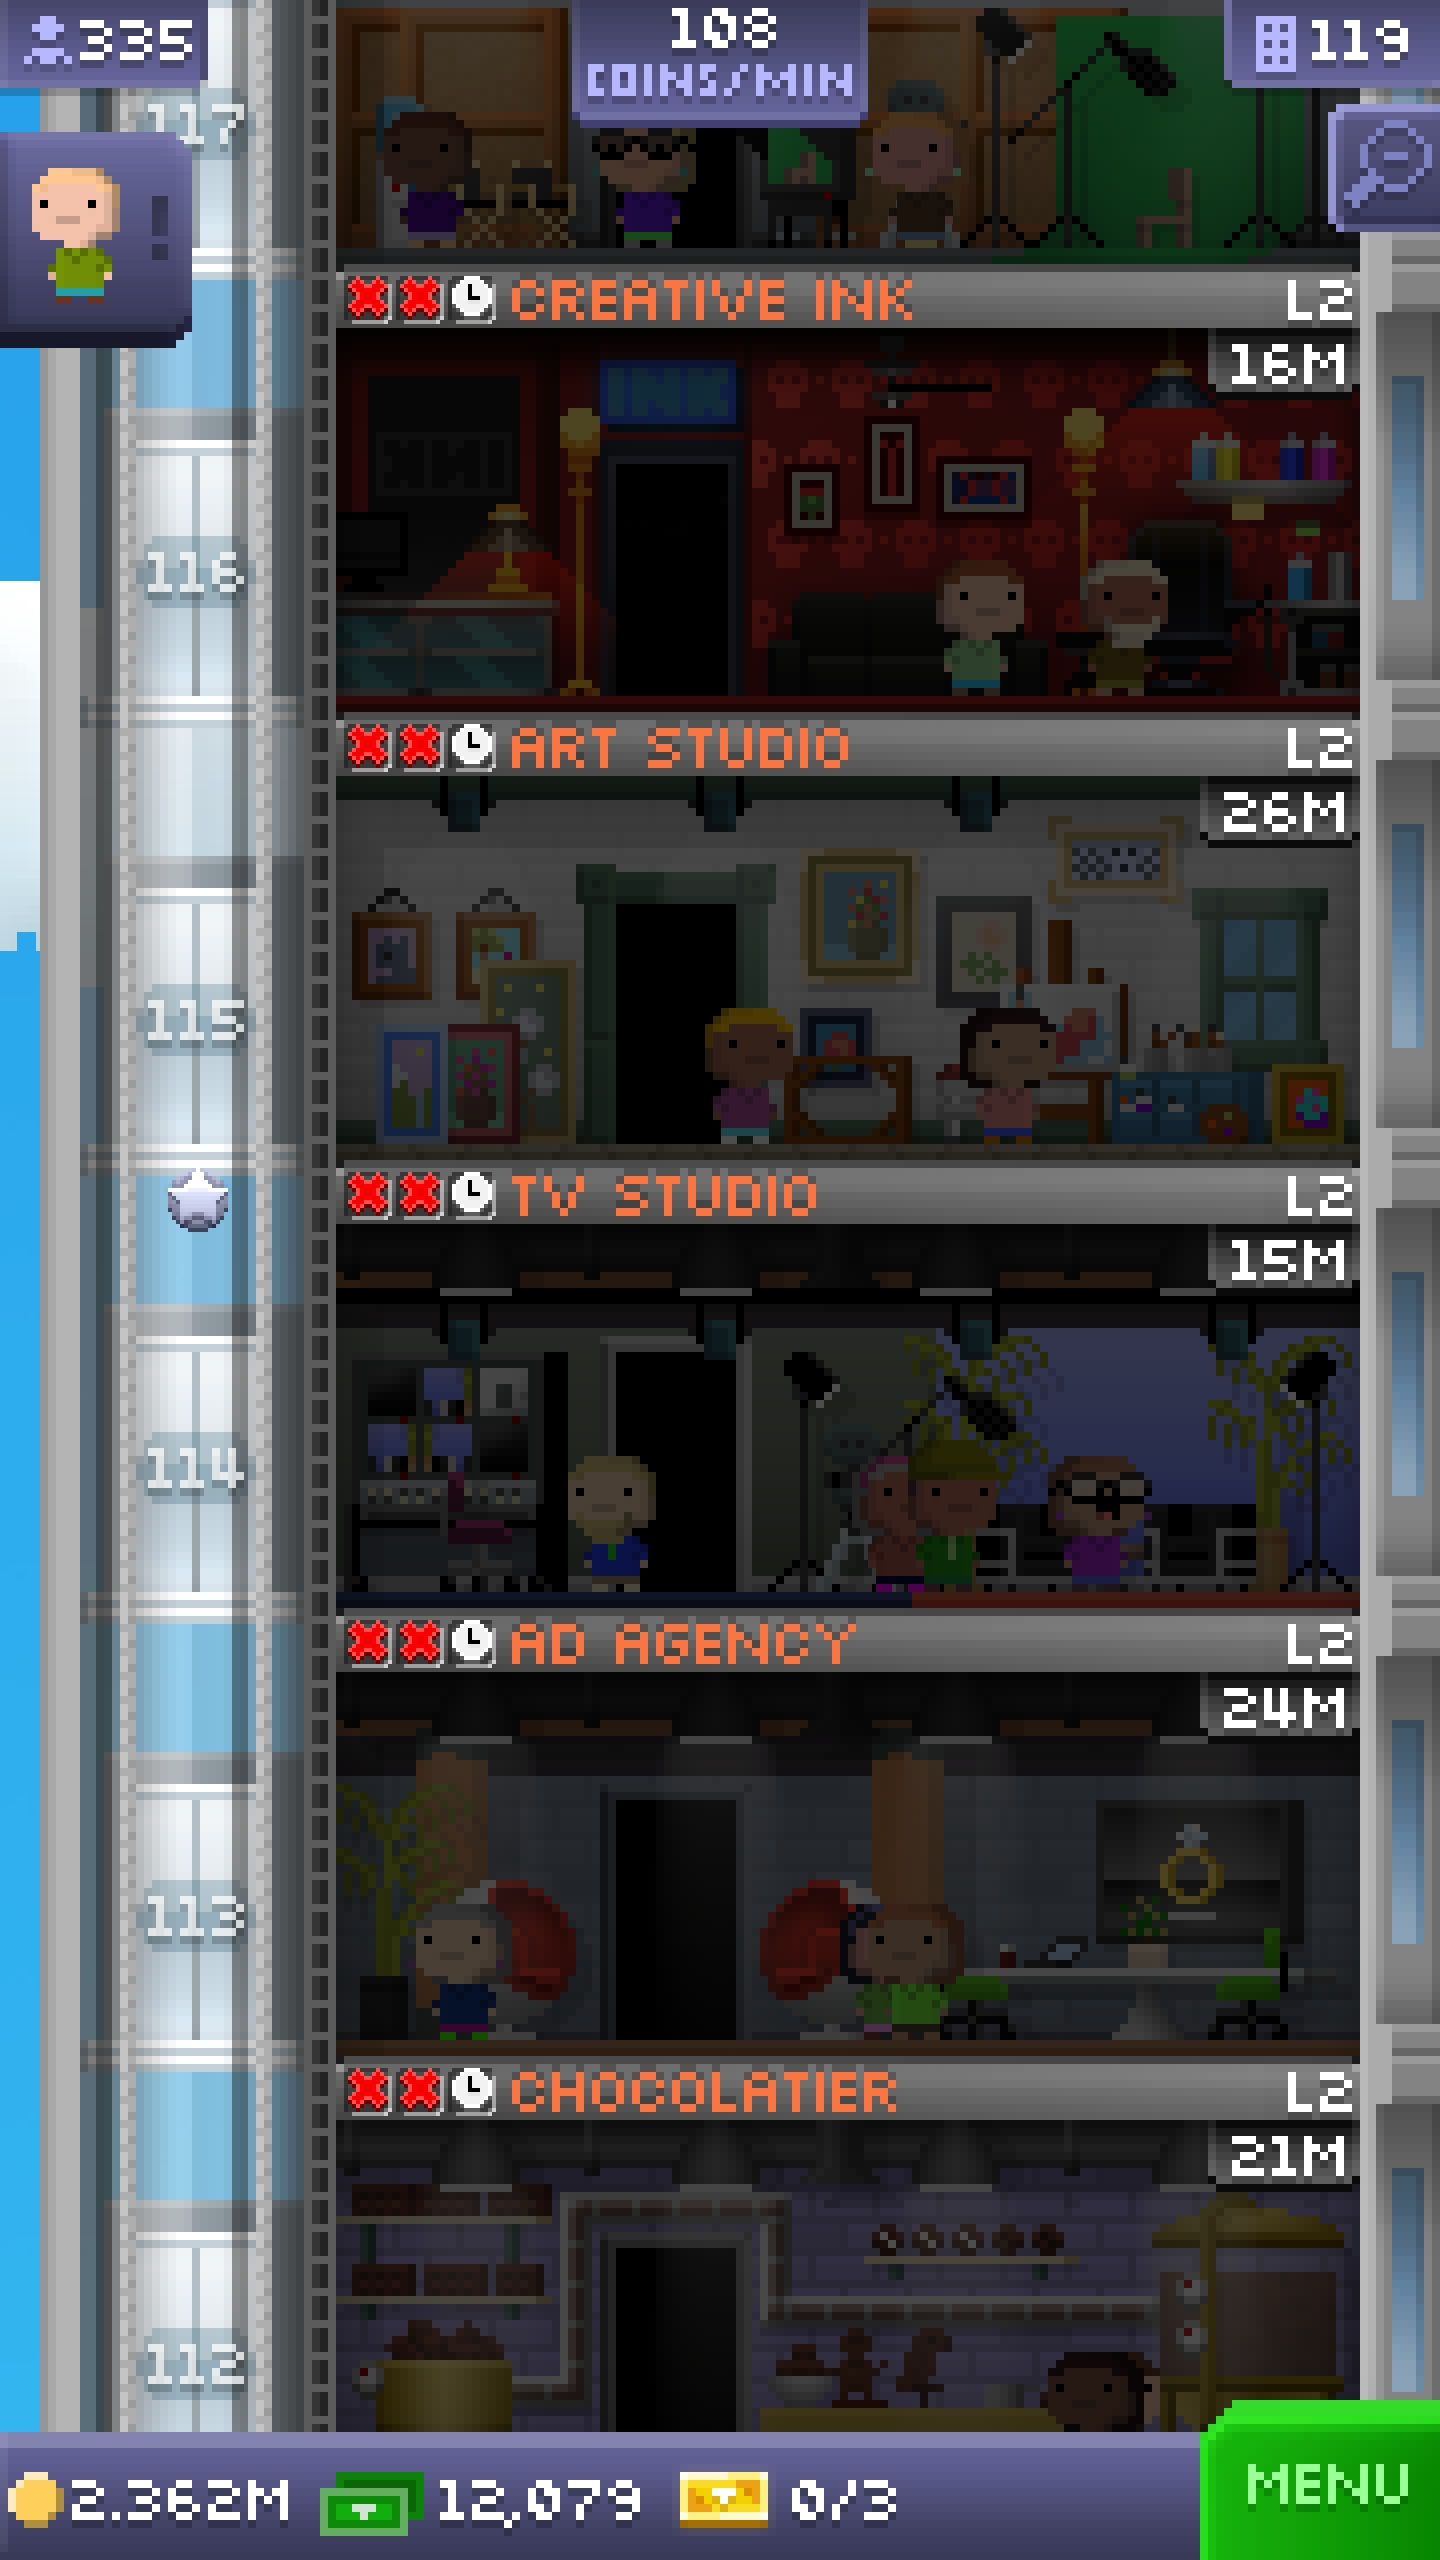 335
108
COINS/MIN
119
117
CREATIVE INK
L2
16M
INK
116
ART STUDIO
L2
26M
115
TV STUDIO
L2
15M
114
AD AGENCY
L2
24M
113
CHOCOLATIER
L2
21M
112
2.362M
12,079
0/3
MENU